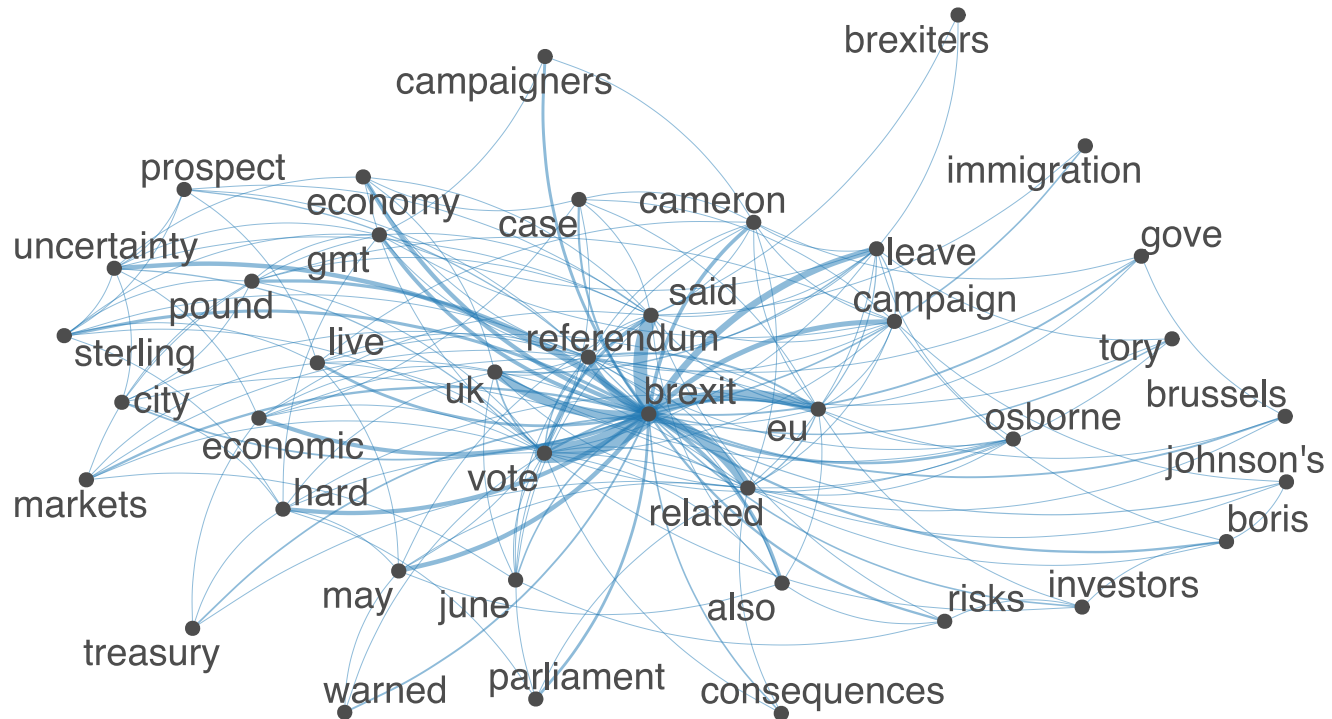 brexiters
campaigners
prospect
immigration
economy
case
cameron
uncertainty
gmt
leave
gove
pound
said
campaign
sterling
live
referendum
tory
city
uk
brexit
brussels
economic
vote
eu
osborne
johnson's
markets
hard
related
boris
may
june
also
risks
investors
treasury
warned
parliament
consequences